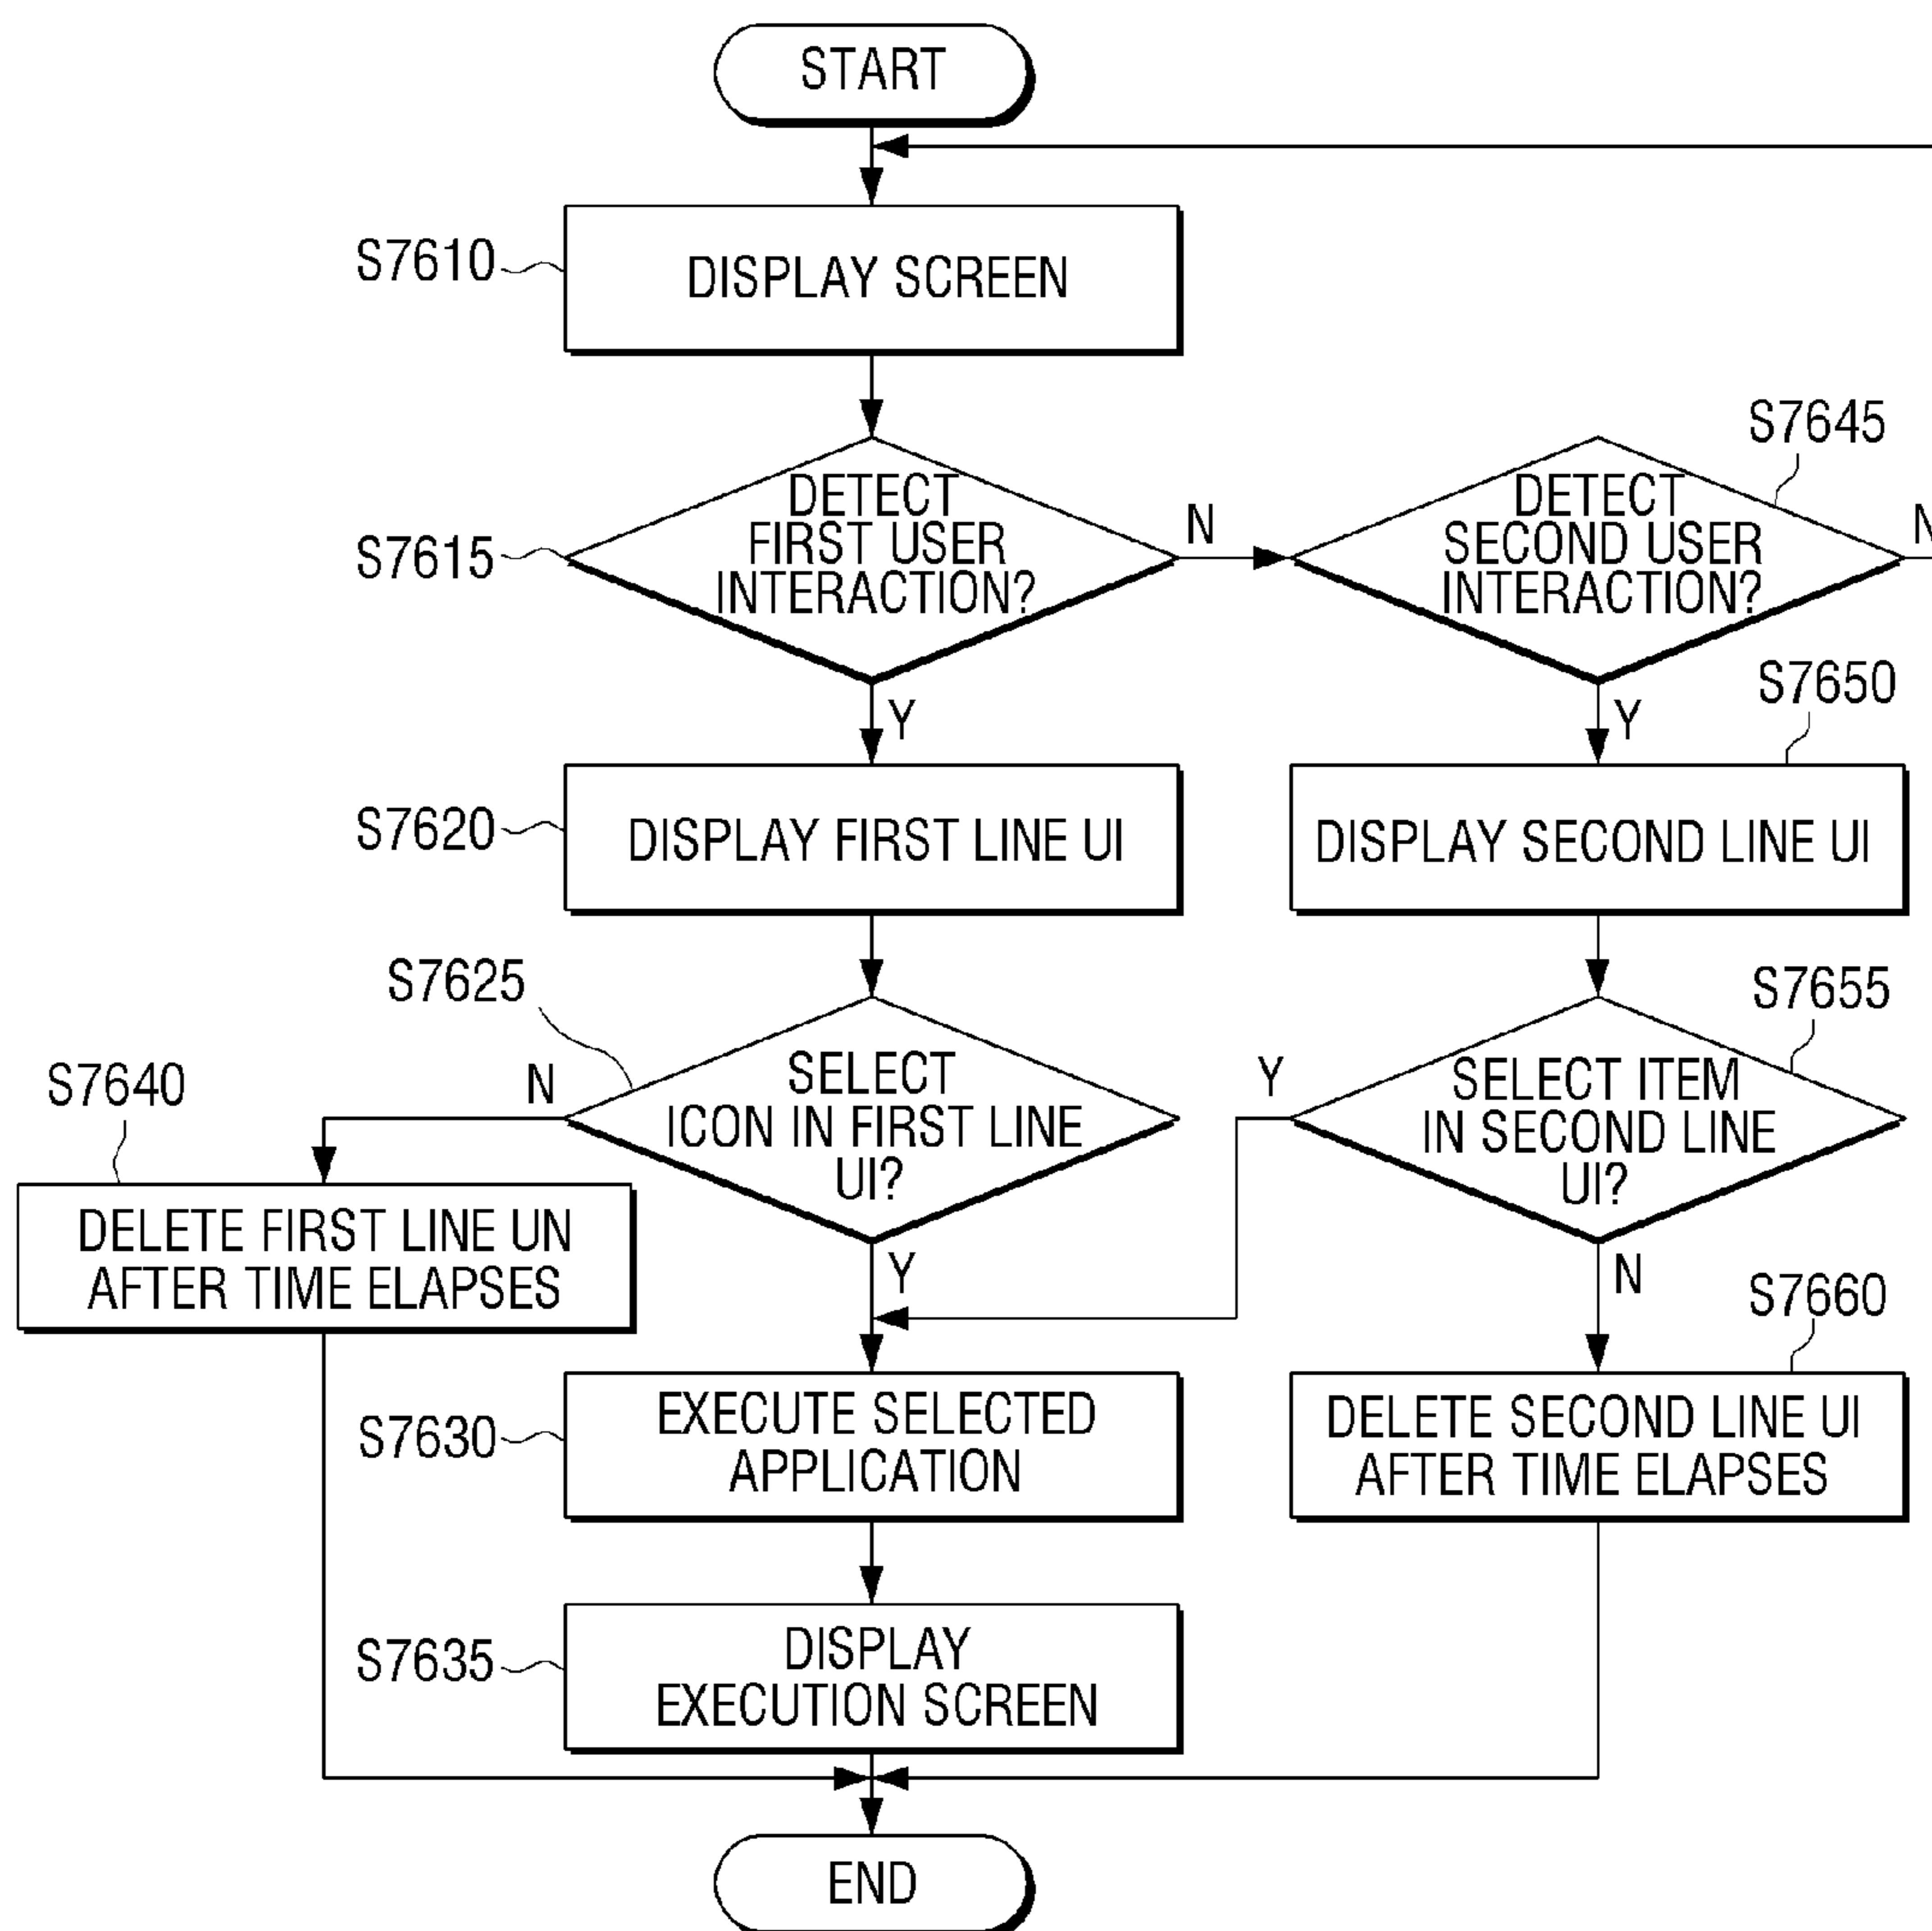 START
S7610
DISPLAY SCREEN
S7615
DETECT
FIRST USER
INTERACTION?
N
S7645
DETECT
SECOND USER
INTERACTION?
N
Y
Y
S7650
S7620
DISPLAY FIRST LINE UI
DISPLAY SECOND LINE UI
S7625
S7655
N
SELECT
ICON IN FIRST LINE
UI?
Y
SELECT ITEM
IN SECOND LINE
UI?
S7640
DELETE FIRST LINE UN
AFTER TIME ELAPSES
Y
N
S7660
S7630
EXECUTE SELECTED
APPLICATION
DELETE SECOND LINE UI
AFTER TIME ELAPSES
S7635
DISPLAY
EXECUTION SCREEN
END